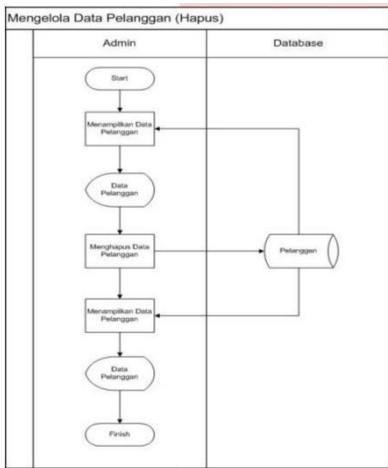 Mengelola Data Pelanggan (Hapus)
Admin
Database
Start
Menampilkan Data
Pelanggan
Data
Pelanggan
Menghapus Data
Pelanggan
Pelanggan
Menampilkan Data
Pelanggan
Data
Pelanggan
Finish